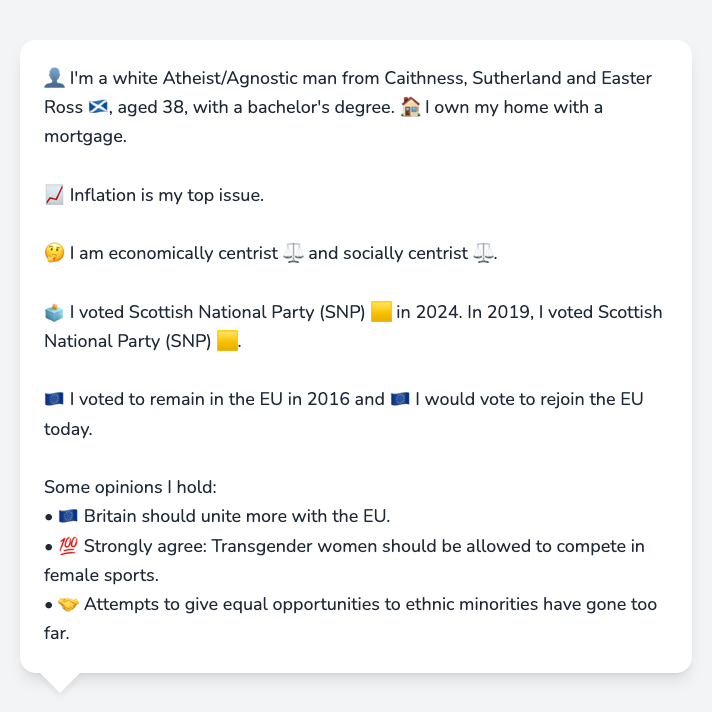 👤 I'm a white Atheist/Agnostic man from Caithness, Sutherland and Easter
Ross 🏴󠁧󠁢󠁳󠁣󠁴󠁿, aged 38, with a bachelor's degree. 🏠 I own my home with a
mortgage.
📈 Inflation is my top issue.
🤔 I am economically centrist ⚖️ and socially centrist ⚖️.
🗳️ I voted Scottish National Party (SNP) 🟨 in 2024. In 2019, I voted Scottish
National Party (SNP) 🟨.
🇪🇺 I voted to remain in the EU in 2016 and 🇪🇺 I would vote to rejoin the EU
today.
Some opinions I hold:
• 🇪🇺 Britain should unite more with the EU.
• 💯 Strongly agree: Transgender women should be allowed to compete in
female sports.
• 🤝 Attempts to give equal opportunities to ethnic minorities have gone too
far.